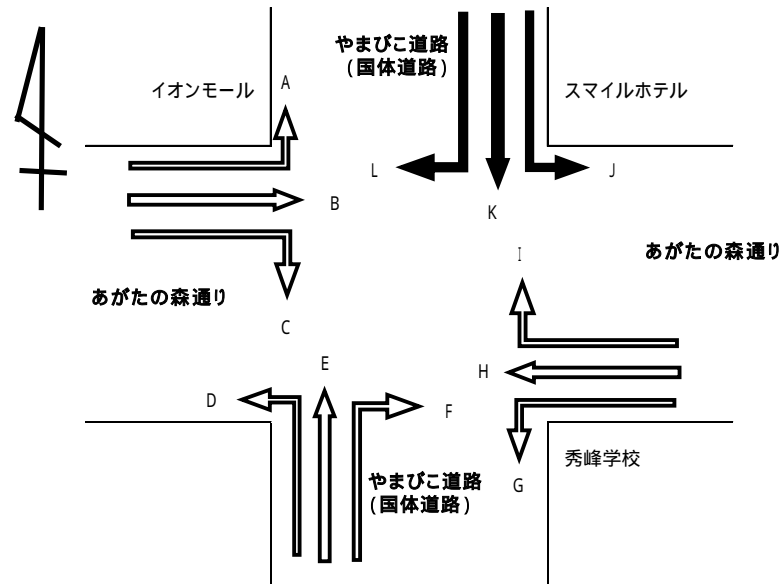 やまびこ道路
(国体道路)
イオンモール
A
スマイルホテル
L
J
B
K
I
あがたの森通り
あがたの森通り
C
E
H
D
F
秀峰学校
やまびこ道路
(国体道路)
G